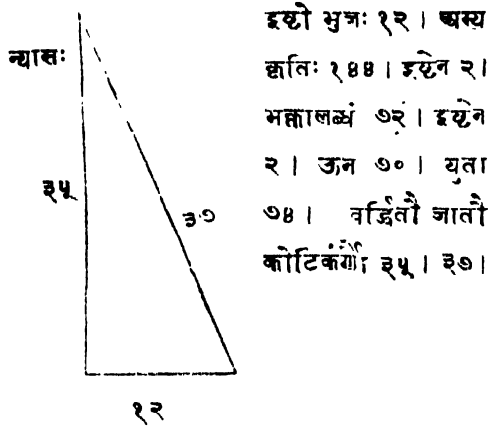 न्यासः
३५
३७
१२
इष्टो भुजः १२ । अस्य
कृतिः १४४ । इष्टेन २ ।
भक्तालब्धं ७२ । इष्टेन
२ । ऊन ७० । युता
७४ । वर्द्धितौ जातौ
कोटिकर्णौ ३५ । ३७ ।